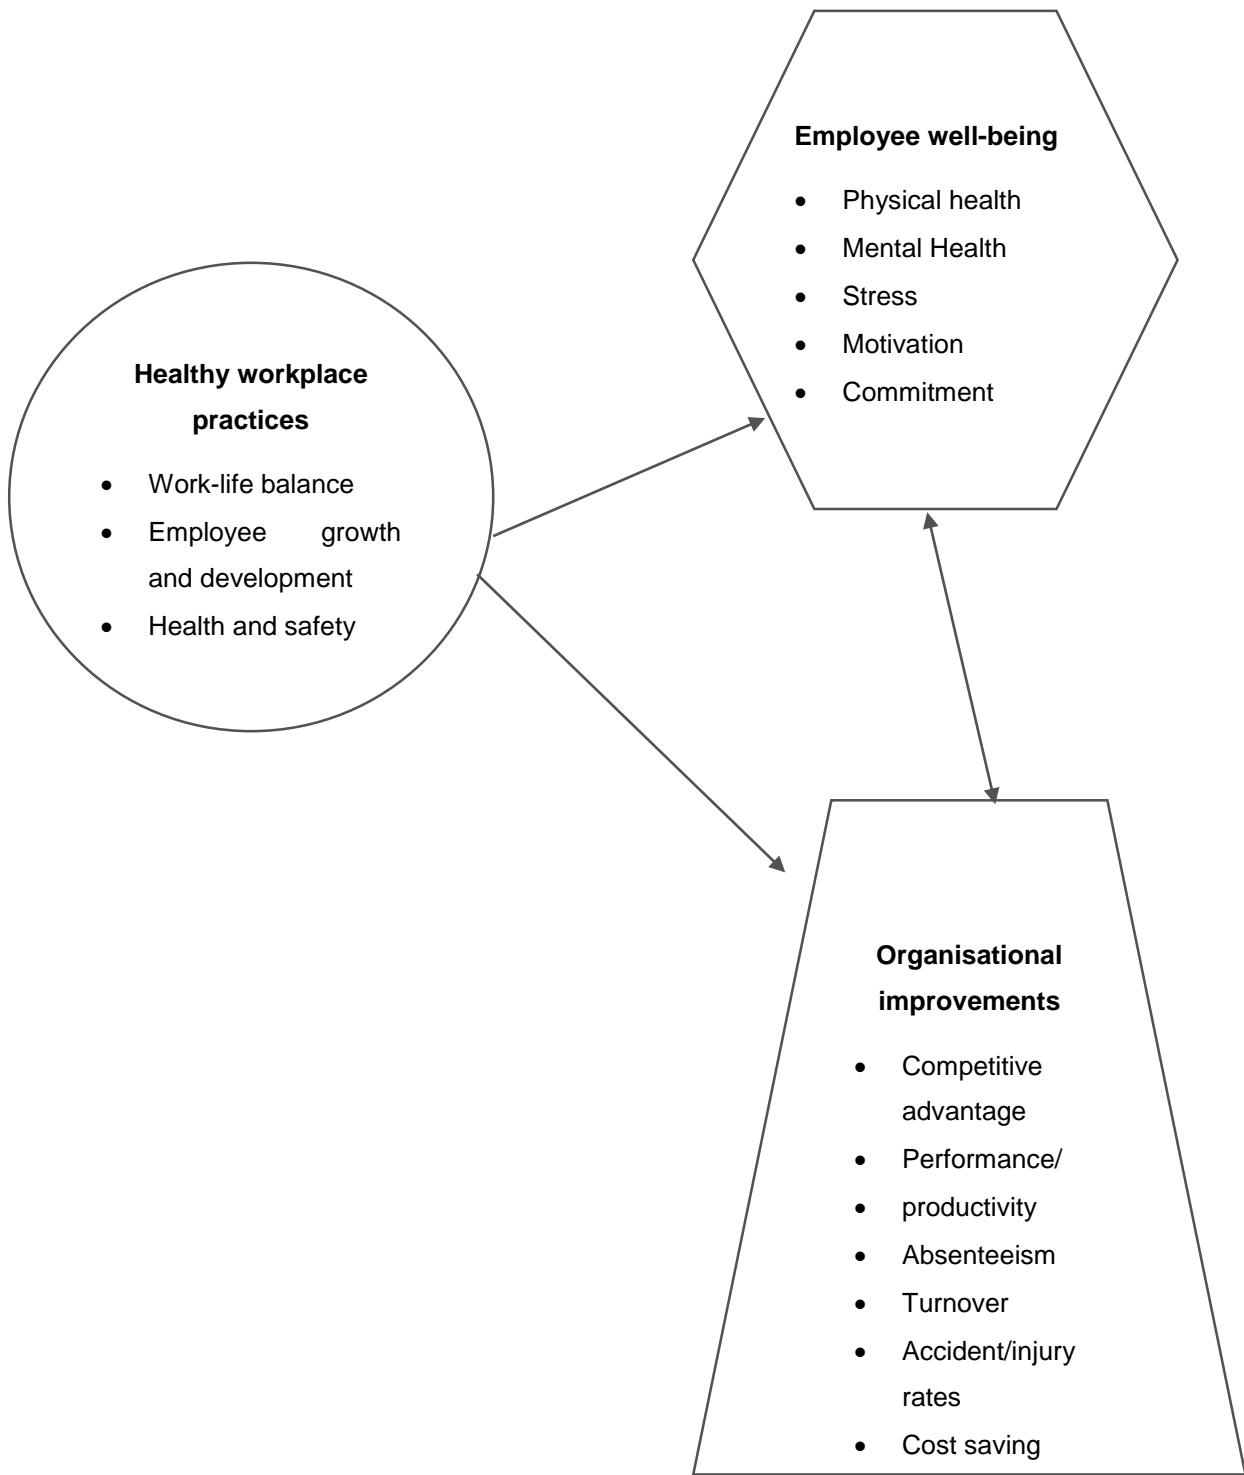 Employee well-being
• Physical health
• Mental Health
• Stress
• Motivation
• Commitment
Healthy workplace
practices
• Work-life balance
• Employee growth
and development
• Health and safety
Organisational
improvements
• Competitive
advantage
• Performance/
• productivity
• Absenteeism
• Turnover
• Accident/injury
rates
• Cost saving